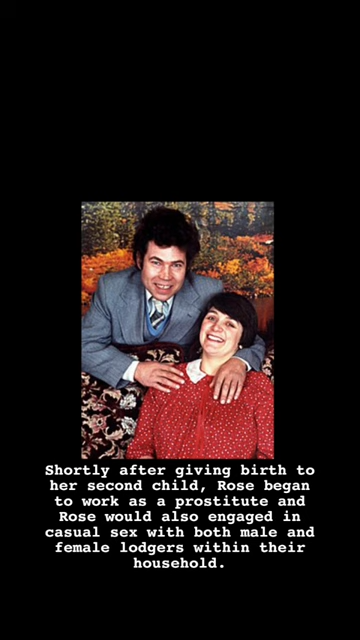 Shortly after giving birth to
her second child, Rose began
to work as a prostitute and
Rose would also engaged in
casual sex with both male and
female lodgers within their
household.